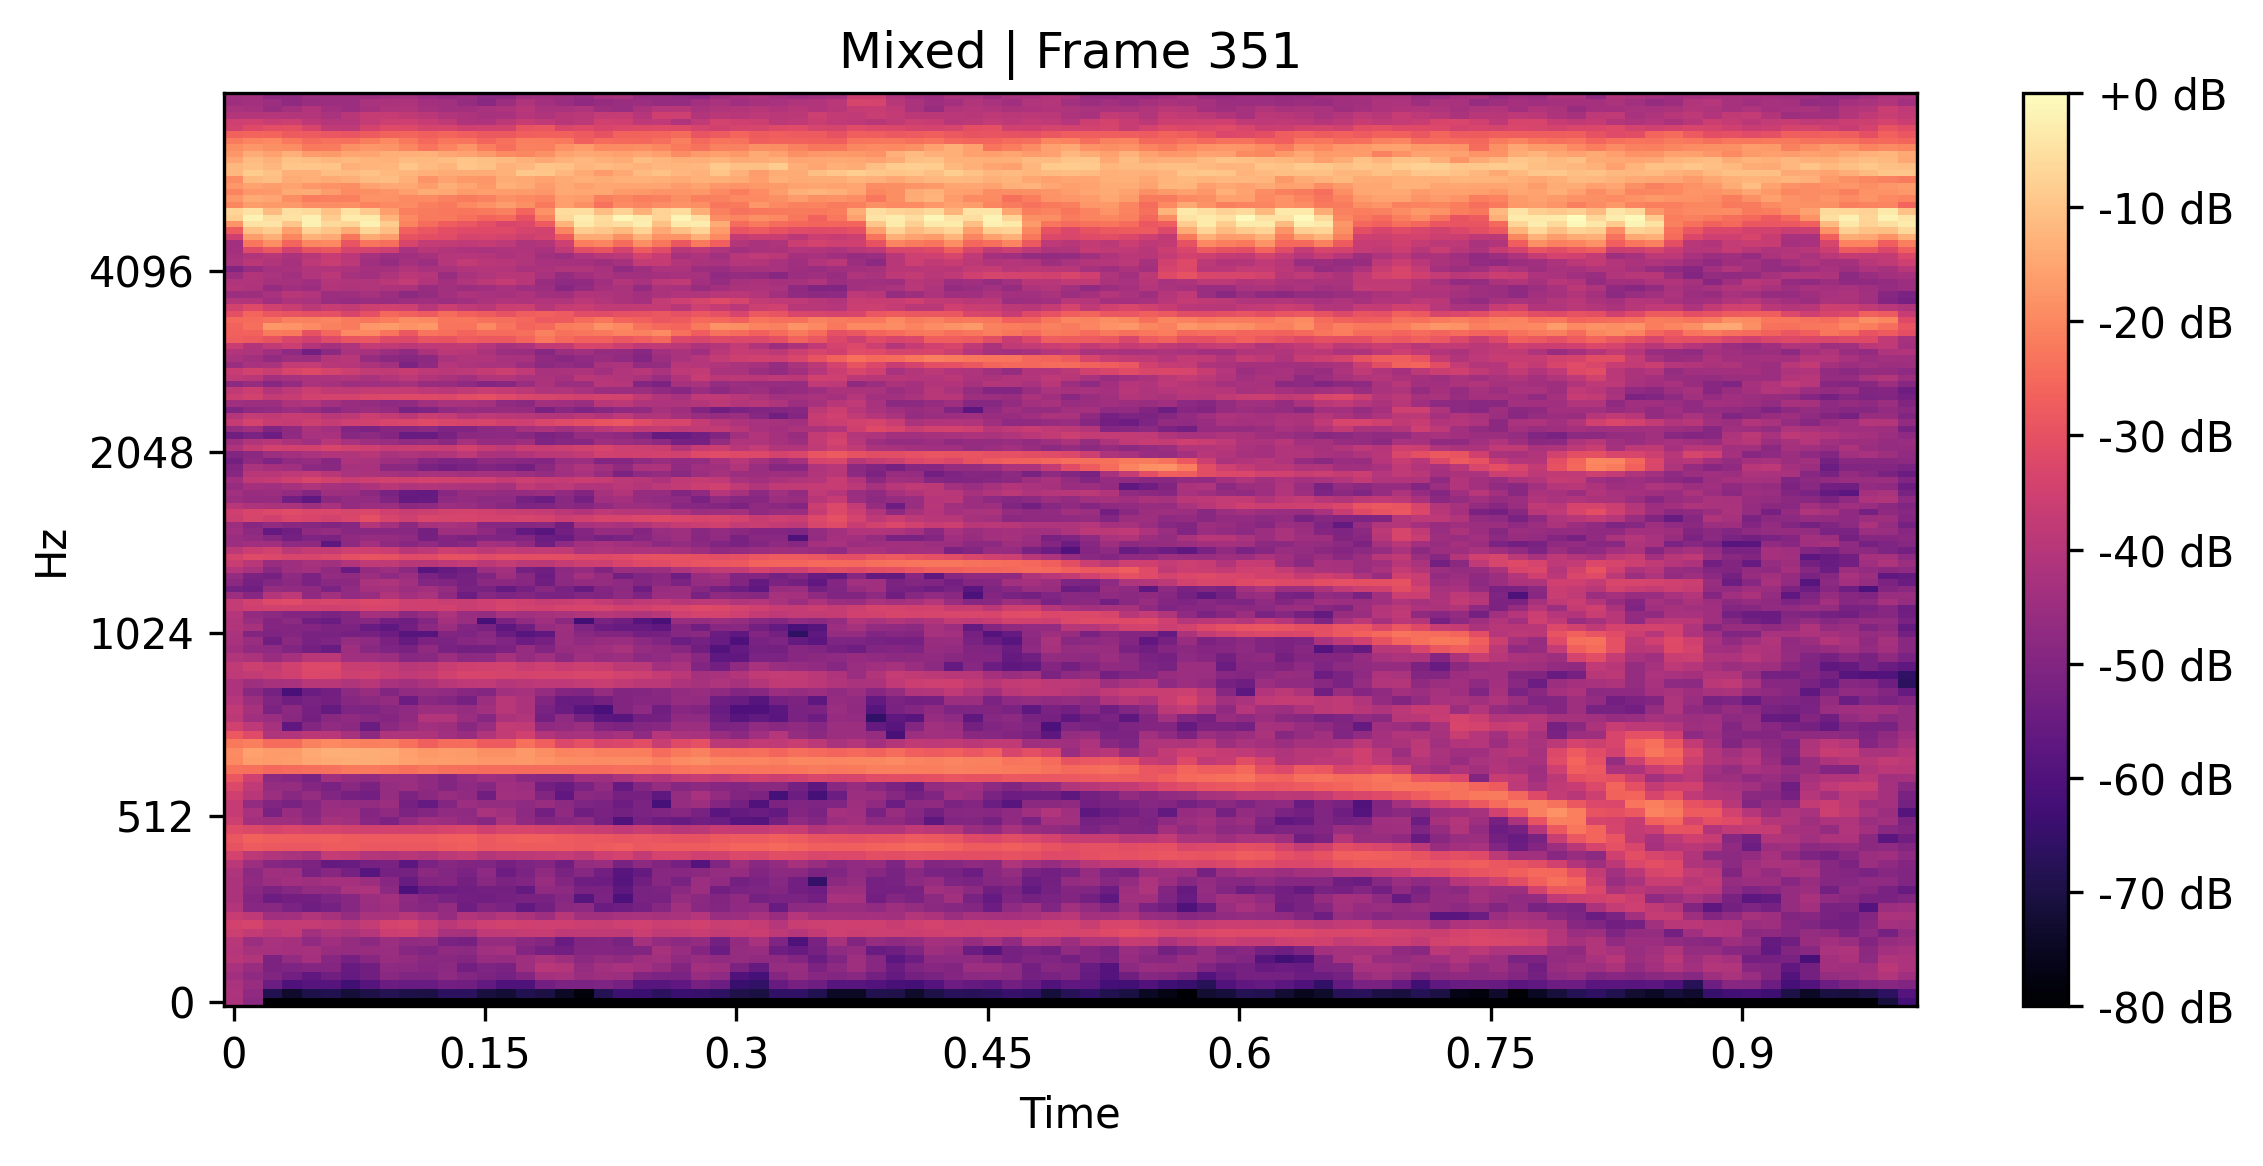 Mixed | Frame 351
Hz
4096
2048
1024
512
0
0 0.15 0.3 0.45 0.6 0.75 0.9
Time
+0 dB
-10 dB
-20 dB
-30 dB
-40 dB
-50 dB
-60 dB
-70 dB
-80 dB